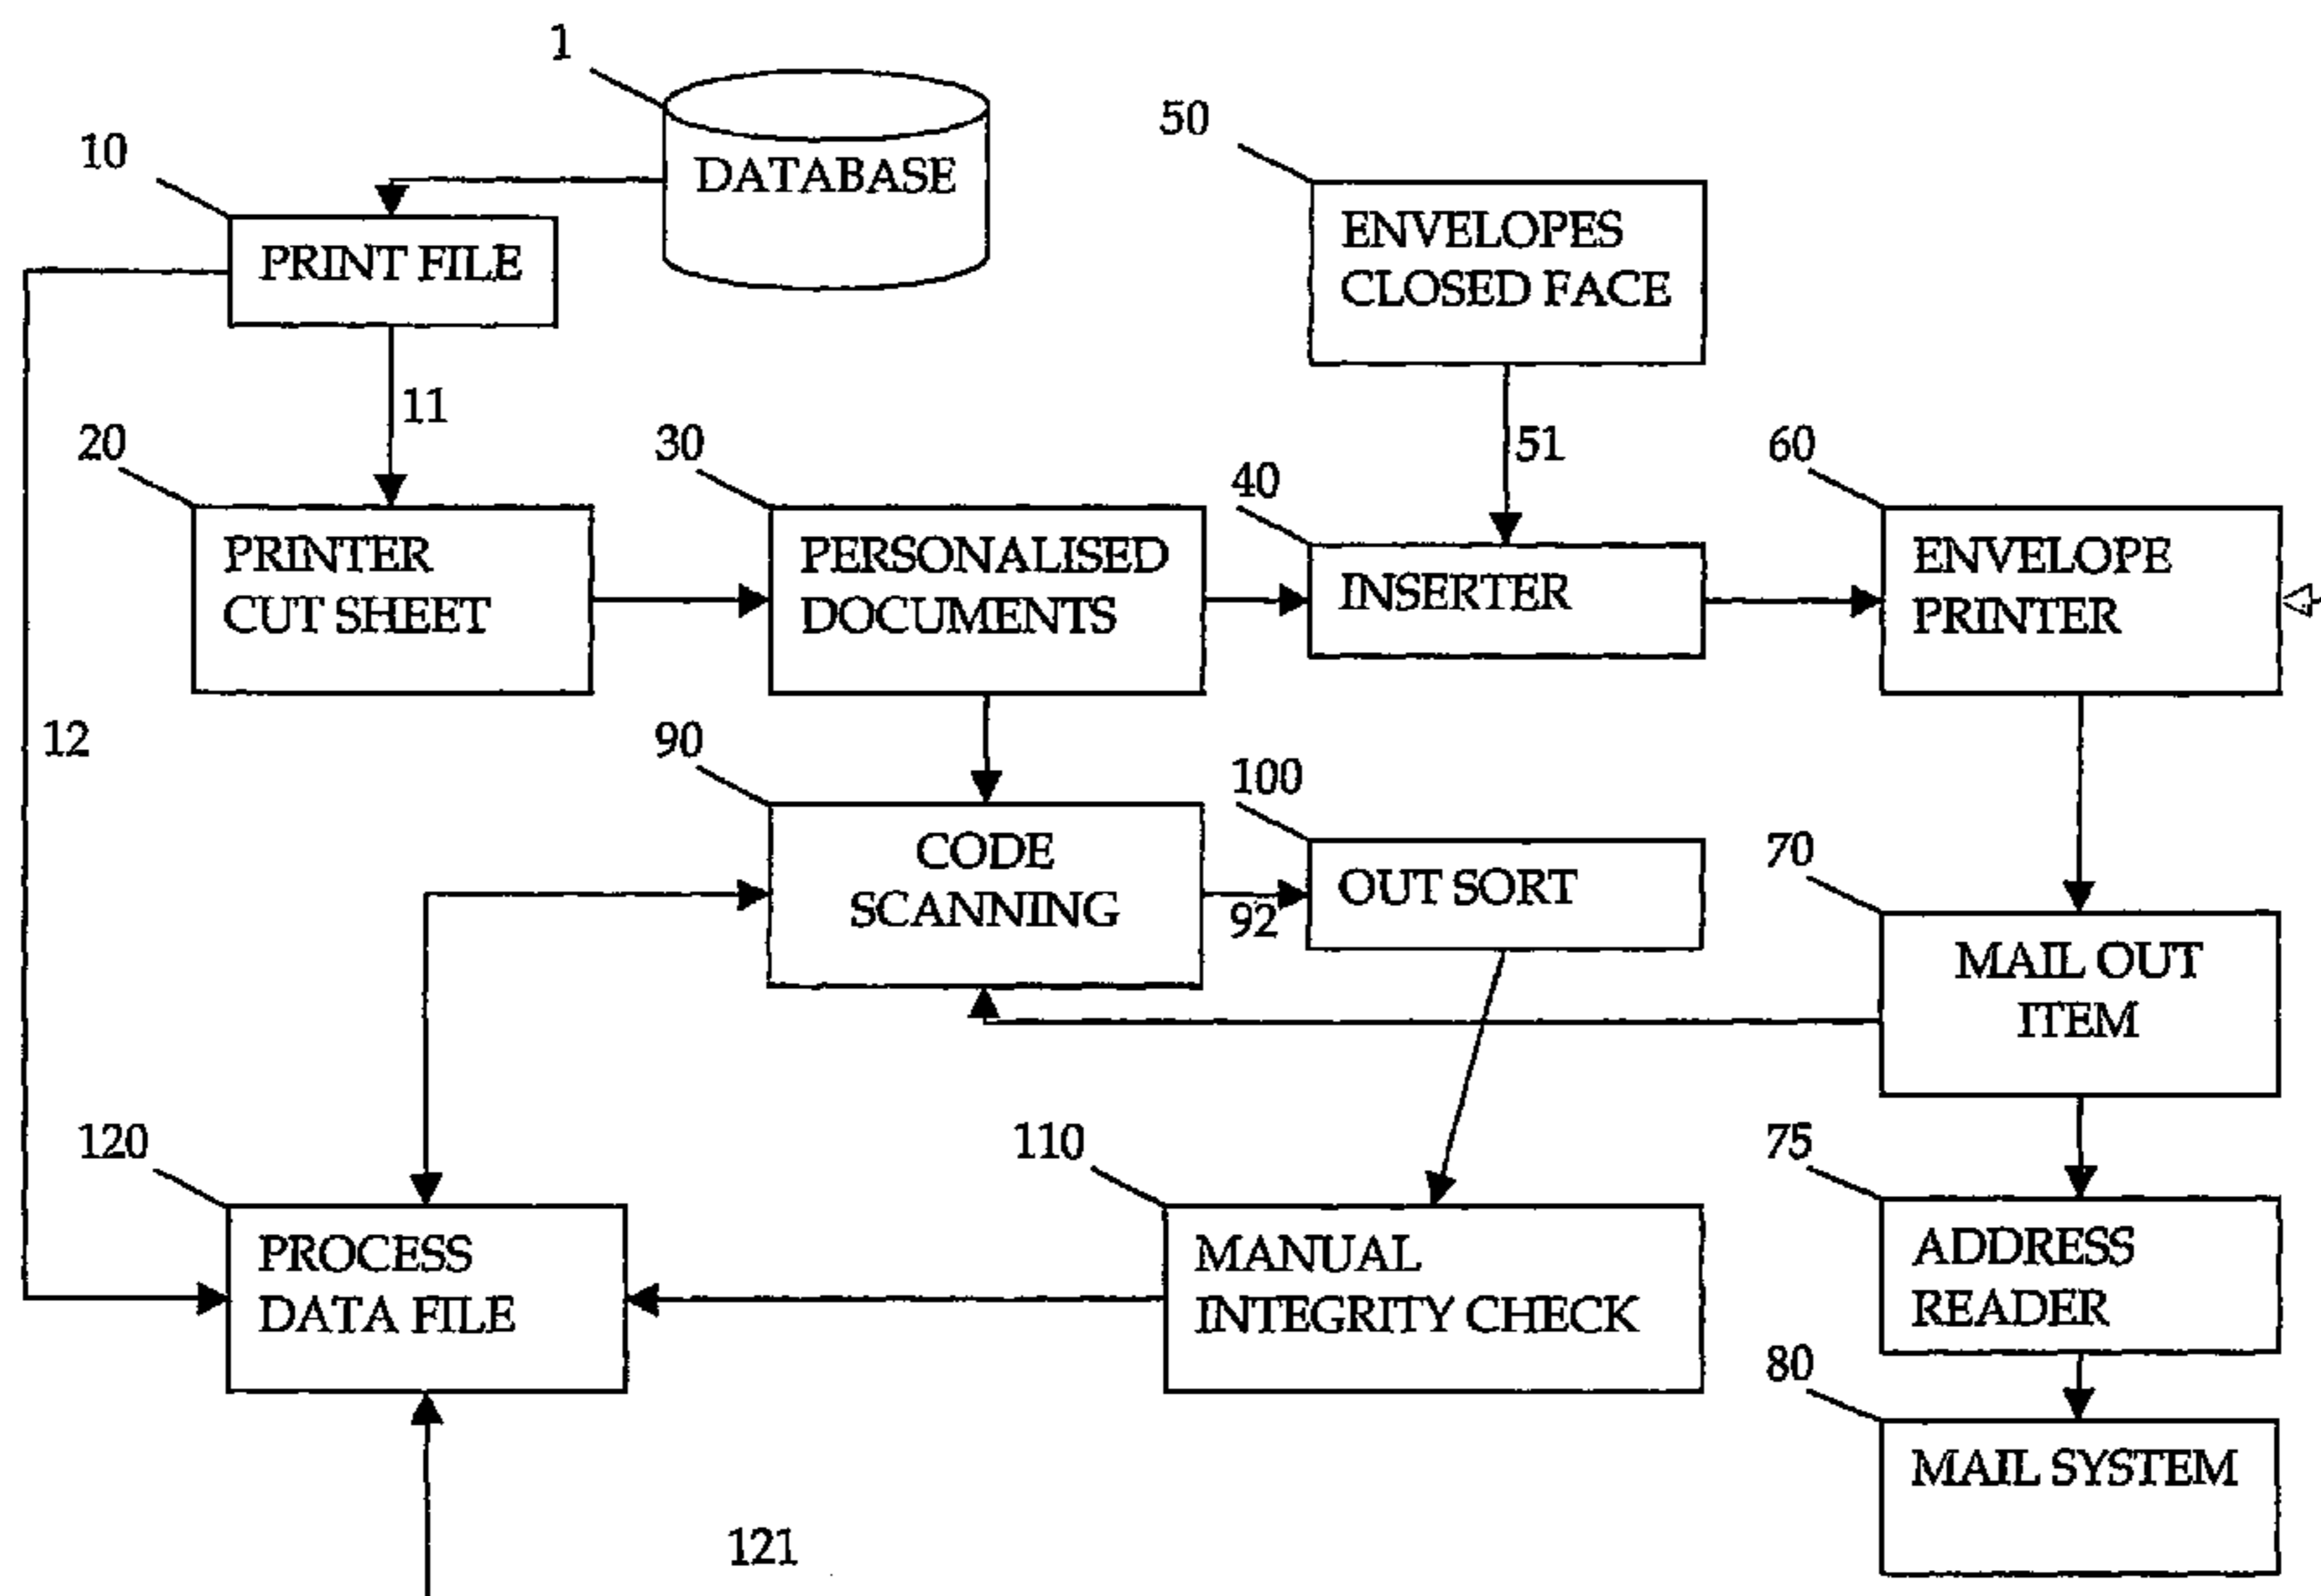 1
DATABASE
10
PRINT FILE
50
ENVELOPES
CLOSED FACE
11
51
20
PRINTER
CUT SHEET
30
PERSONALISED
DOCUMENTS
40
INSERTER
60
ENVELOPE
PRINTER
12
90
CODE
SCANNING
92
100
OUT SORT
70
MAIL OUT
ITEM
120
PROCESS
DATA FILE
110
MANUAL
INTEGRITY CHECK
75
ADDRESS
READER
80
MAIL SYSTEM
121